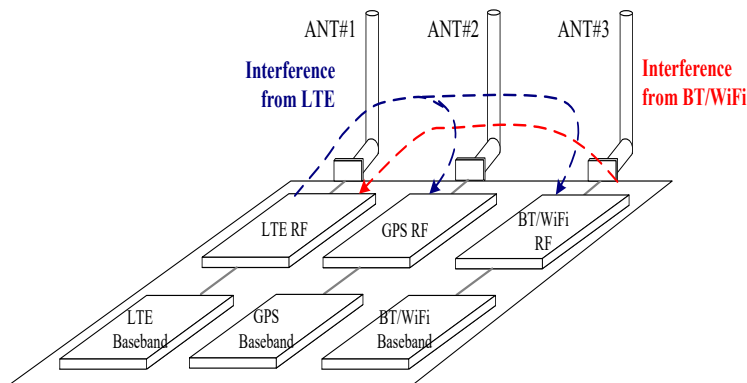 ANT#1
ANT#2
ANT#3
Interference
from LTE
Interference
from BT/WiFi
LTE RF
GPS RF
BT/WiFi
RF
LTE
Baseband
GPS
Baseband
BT/WiFi
Baseband